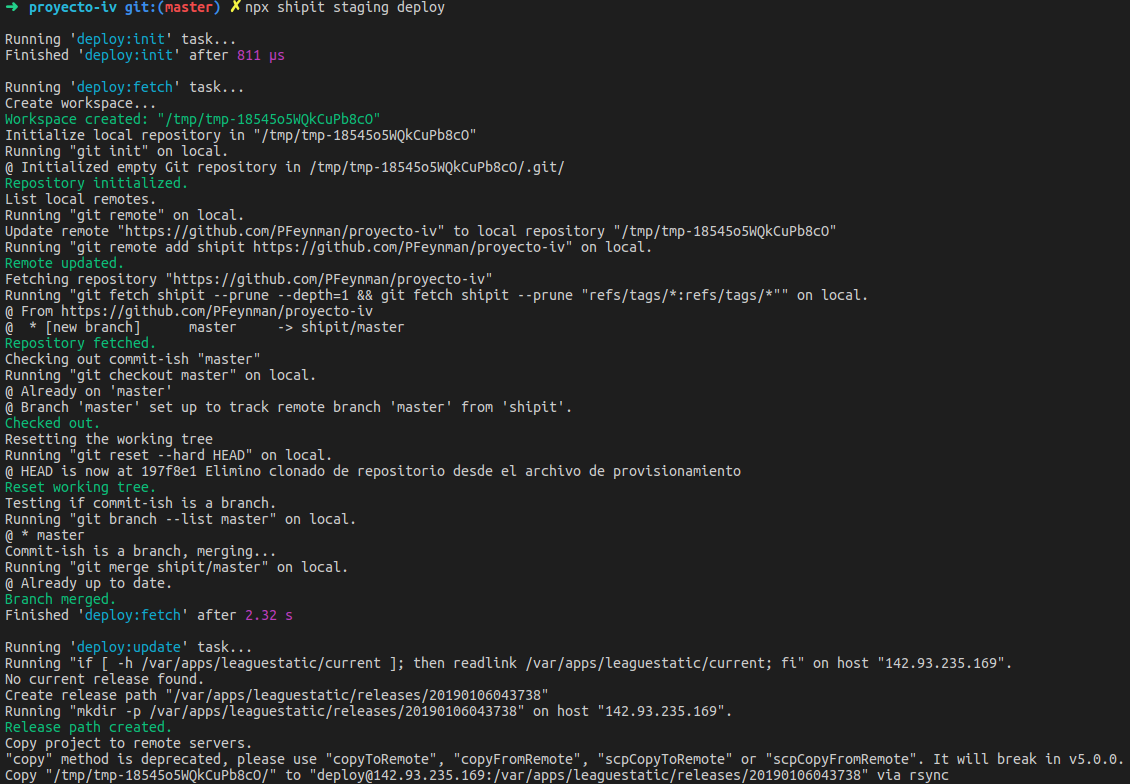 ➜ proyecto-iv git:(master) ✗ npx shipit staging deploy
Running 'deploy:init' task...
Finished 'deploy:init' after 811 μs
Running 'deploy:fetch' task...
Create workspace...
Workspace created: "/tmp/tmp-18545o5WQkCuPb8cO"
Initialize local repository in "/tmp/tmp-18545o5WQkCuPb8cO"
Running "git init" on local.
@ Initialized empty Git repository in /tmp/tmp-18545o5WQkCuPb8cO/.git/
Repository initialized.
List local remotes.
Running "git remote" on local.
Update remote "https://github.com/PFeynman/proyecto-iv" to local repository "/tmp/tmp-18545o5WQkCuPb8cO"
Running "git remote add shipit https://github.com/PFeynman/proyecto-iv" on local.
Remote updated.
Fetching repository "https://github.com/PFeynman/proyecto-iv"
Running "git fetch shipit --prune --depth=1 && git fetch shipit --prune "refs/tags/*:refs/tags/*"" on local.
@ From https://github.com/PFeynman/proyecto-iv
@  * [new branch]      master     -> shipit/master
Repository fetched.
Checking out commit-ish "master"
Running "git checkout master" on local.
@ Already on 'master'
@ Branch 'master' set up to track remote branch 'master' from 'shipit'.
Checked out.
Resetting the working tree
Running "git reset --hard HEAD" on local.
@ HEAD is now at 197f8e1 Elimino clonado de repositorio desde el archivo de provisionamiento
Reset working tree.
Testing if commit-ish is a branch.
Running "git branch --list master" on local.
@ * master
Commit-ish is a branch, merging...
Running "git merge shipit/master" on local.
@ Already up to date.
Branch merged.
Finished 'deploy:fetch' after 2.32 s
Running 'deploy:update' task...
Running "if [ -h /var/apps/leaguestatic/current ]; then readlink /var/apps/leaguestatic/current; fi" on host "142.93.235.169".
No current release found.
Create release path "/var/apps/leaguestatic/releases/20190106043738"
Running "mkdir -p /var/apps/leaguestatic/releases/20190106043738" on host "142.93.235.169".
Release path created.
Copy project to remote servers.
"copy" method is deprecated, please use "copyToRemote", "copyFromRemote", "scpCopyToRemote" or "scpCopyFromRemote". It will break in v5.0.0.
Copy "/tmp/tmp-18545o5WQkCuPb8cO/" to "deploy@142.93.235.169:/var/apps/leaguestatic/releases/20190106043738" via rsync